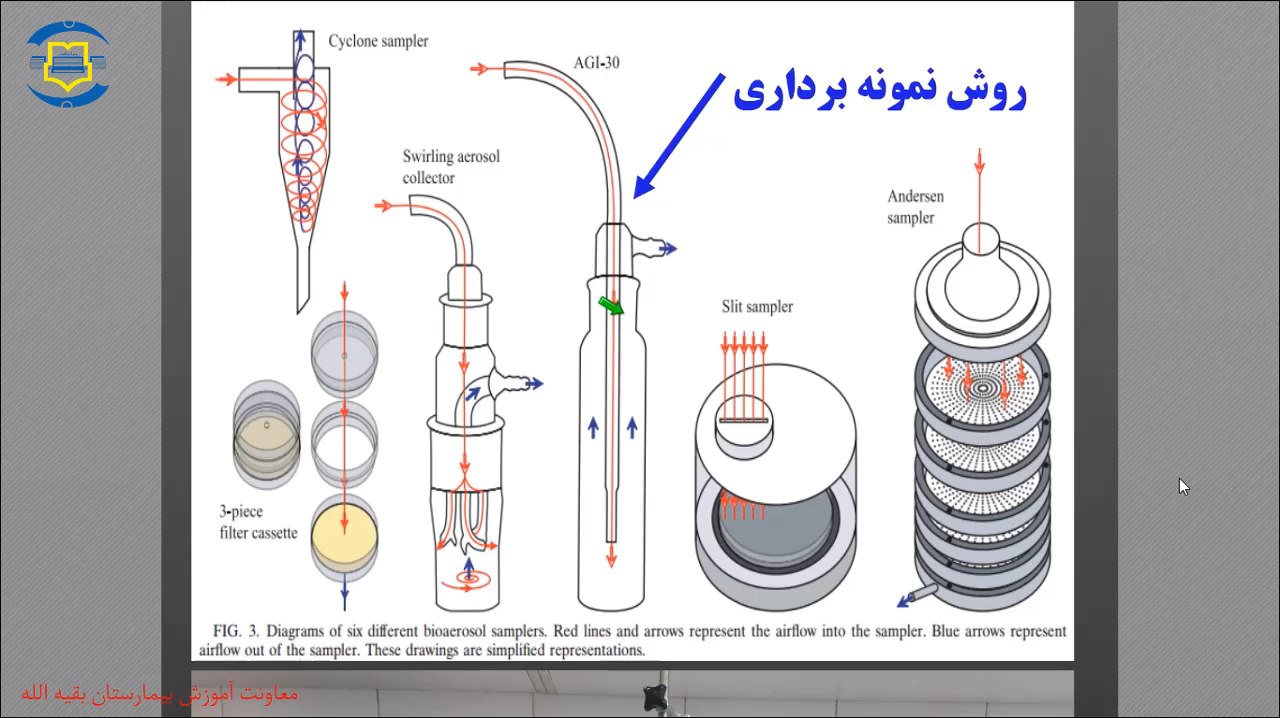 Cyclone sampler
AGI-30
روش نمونه برداری
Swirling aerosol
collector
Andersen
sampler
Slit sampler
3-piece
filter cassette
FIG. 3. Diagrams of six different bioaerosol samplers. Red lines and arrows represent the airflow into the sampler. Blue arrows represent
airflow out of the sampler. These drawings are simplified representations.
معاونت آموزش بیمارستان بقیه الله